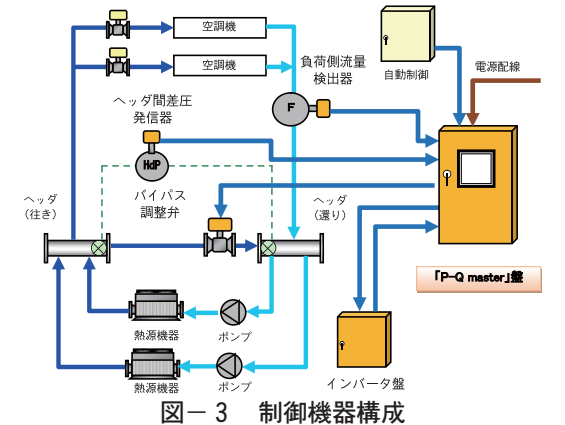 空調機
空調機
負荷側流量
検出器
F
自動制御
電源配線
ヘッダ間差圧
発信器
HdP
バイパス
調整弁
ヘッダ
(往き)
ヘッダ
(還り)
「P-Q master」盤
熱源機器
ポンプ
熱源機器
ポンプ
インバータ盤
図－３　制御機器構成